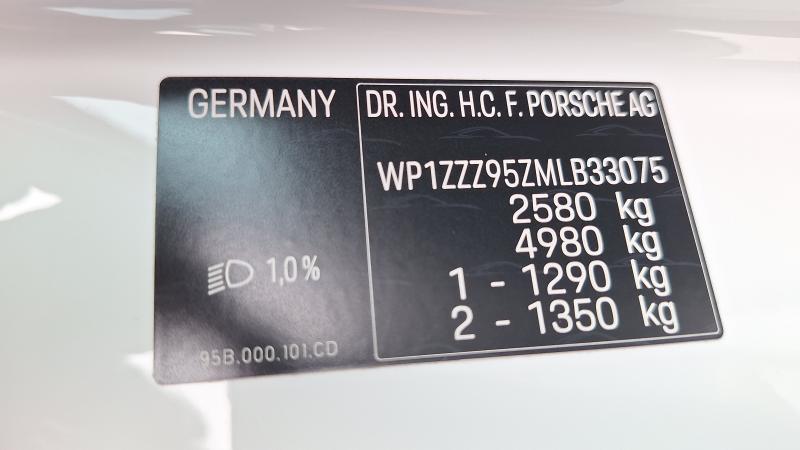 GERMANY
DR. ING. H.C. F. PORSCHE AG
WP1ZZZ95ZMLB33075
2580 kg
4980 kg
1 - 1290 kg
2 - 1350 kg
1,0%
95B.000.101.CD